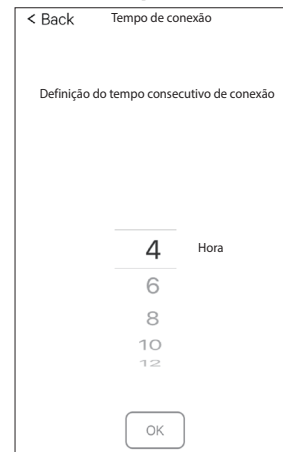 < Back Tempo de conexão
Definição do tempo consecutivo de conexão
4 Hora
6
8
10
12
OK